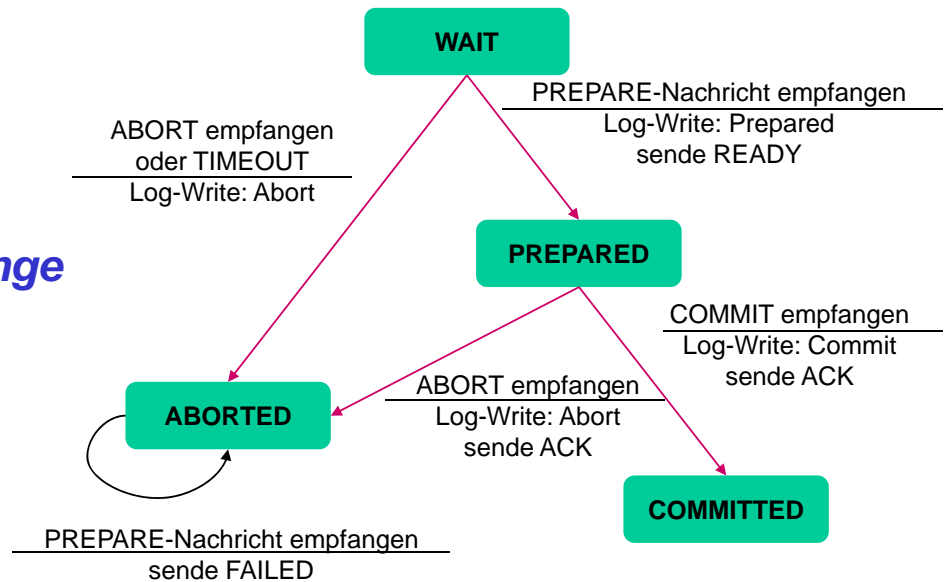 WAIT
PREPARE-Nachricht empfangen
Log-Write: Prepared
sende READY
ABORT empfangen
oder TIMEOUT
Log-Write: Abort
nge
PREPARED
COMMIT empfangen
Log-Write: Commit
sende ACK
ABORT empfangen
Log-Write: Abort
sende ACK
ABORTED
COMMITTED
PREPARE-Nachricht empfangen
sende FAILED